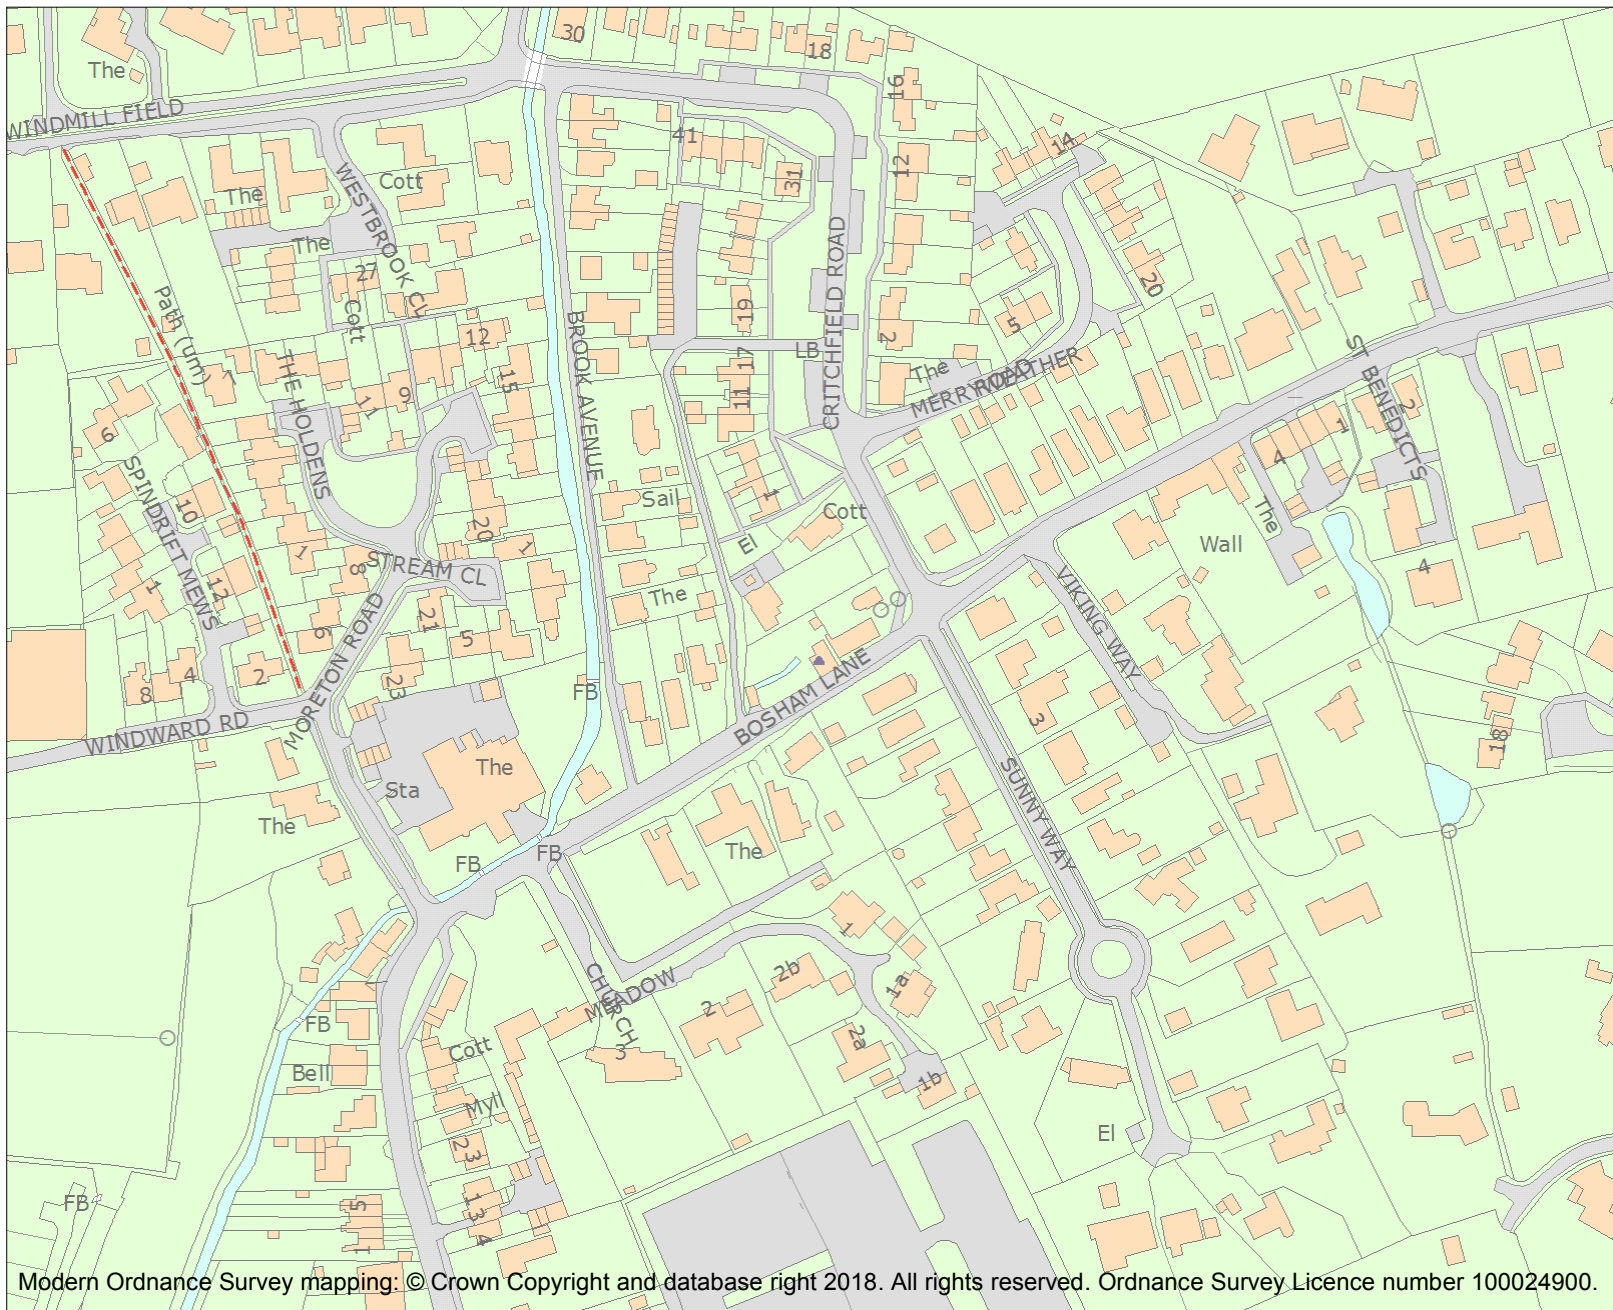 30
18
The
16
WINDMILL FIELD
41
14
12
31
Cott
WESTBROOK CL
The
The
27
Cott
20
Path (um)
19
5
CRITCHFIELD ROAD
BROOK AVENUE
12
2
LB
17
ST BENEDICTS
THE HOLDENS
7
The
MERRYWEATHER
ROAD
15
11
9
11
2
1
6
4
SPINDRIFT MEWS
10
Sail
1
Cott
The
20
El
Wall
1
1
8
STREAM CL
4
1
12
The
VIKING WAY
21
6
5
MORETON ROAD
BOSHAM LANE
4
2
8
23
FB
3
WINDWARD RD
18
The
Sta
SUNNY WAY
The
The
FB
FB
1
2b
CHURCH
MEADOW
1
1a
2
FB
2a
3
Cott
Bell
1b
Myll
El
23
FB
5
13
4
1
Modern Ordnance Survey mapping: © Crown Copyright and database right 2018. All rights reserved. Ordnance Survey Licence number 100024900.